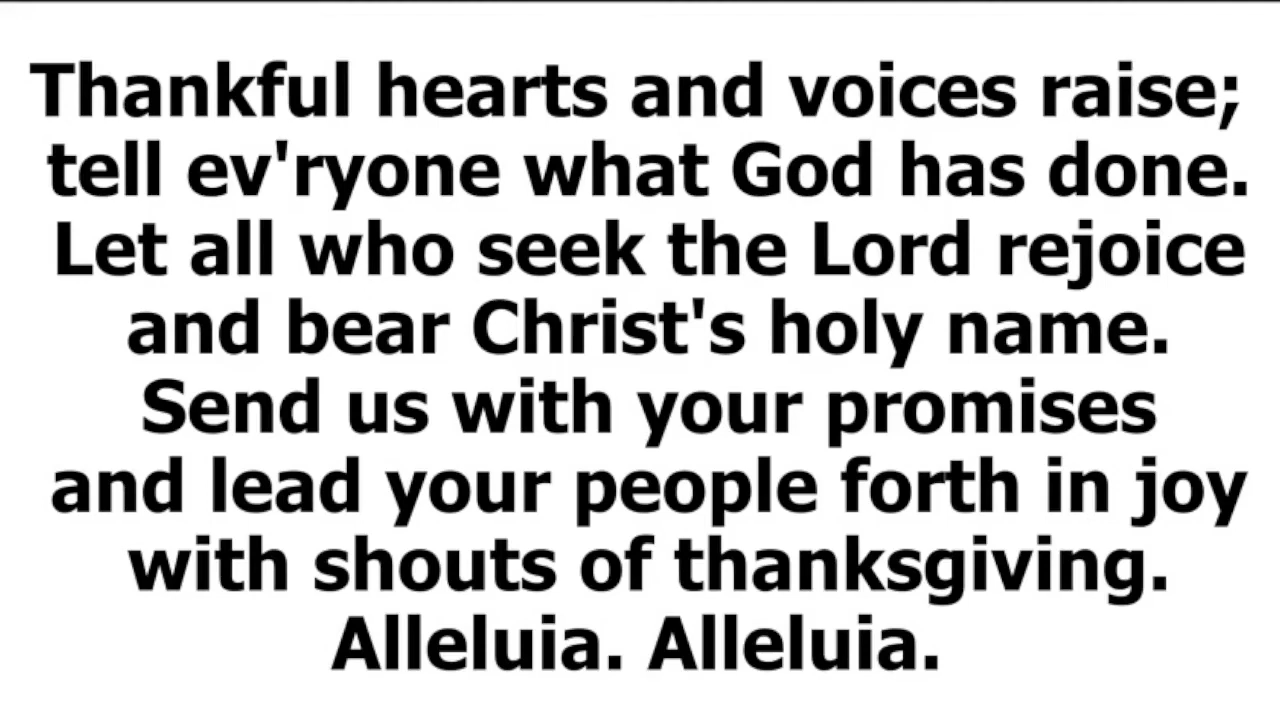 Thankful hearts and voices raise;
tell ev'ryone what God has done.
Let all who seek the Lord rejoice
and bear Christ's holy name.
Send us with your promises
and lead your people forth in joy
with shouts of thanksgiving.
Alleluia. Alleluia.